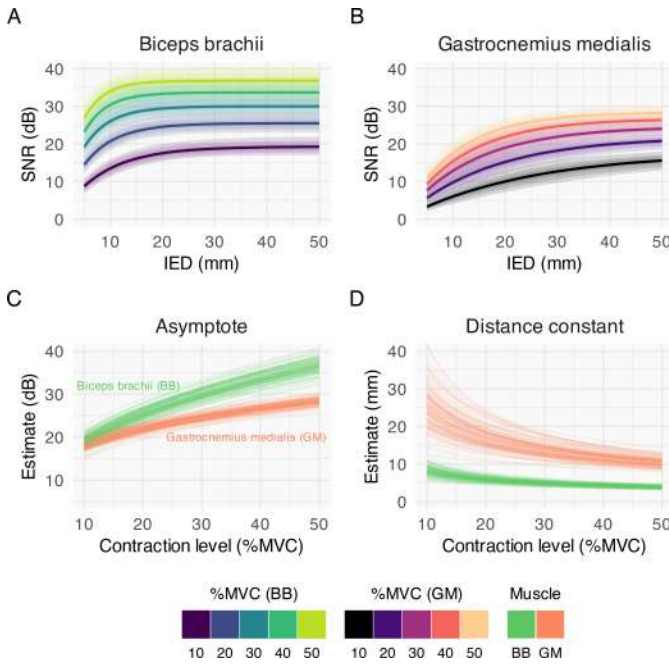 A
B
Biceps brachii
Gastrocnemius medialis
SNR (dB)
40
30
20
10
0
10 20 30 40 50
IED (mm)
SNR (dB)
40
30
20
10
0
10 20 30 40 50
IED (mm)
C
D
Asymptote
Distance constant
Estimate (dB)
40
30
20
10
Biceps brachii (BB)
Gastrocnemius medialis (GM)
10 20 30 40 50
Contraction level (%MVC)
Estimate (mm)
40
30
20
10
0
10 20 30 40 50
Contraction level (%MVC)
%MVC (BB)
10 20 30 40 50
%MVC (GM)
10 20 30 40 50
Muscle
BB GM